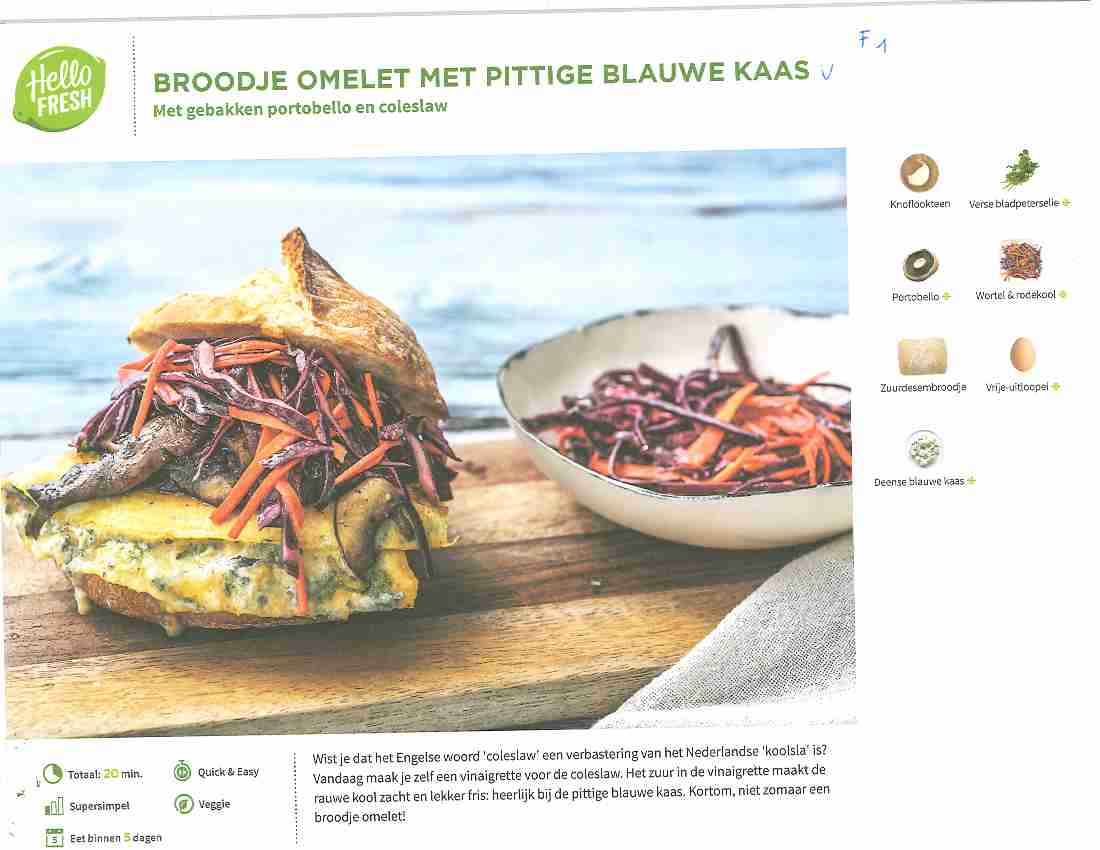 F 1
Hello
FRESH
BROODJE OMELET MET PITTIGE BLAUWE KAAS V
Met gebakken portobello en coleslaw
Knoflookteen
Verse bladpeterselie
Portobello
Wortel & rodekool
Zuurdesembroodje
Vrije-uitloopei
Deense blauwe kaas
Totaal: 20 min.
Quick & Easy
Supersimpel
Veggie
5
Eet binnen 5 dagen
Wist je dat het Engelse woord ‘coleslaw’ een verbastering van het Nederlandse ‘koolsla’ is?
Vandaag maak je zelf een vinaigrette voor de coleslaw. Het zuur in de vinaigrette maakt de
rauwe kool zacht en lekker fris: heerlijk bij de pittige blauwe kaas. Kortom, niet zomaar een
broodje omelet!